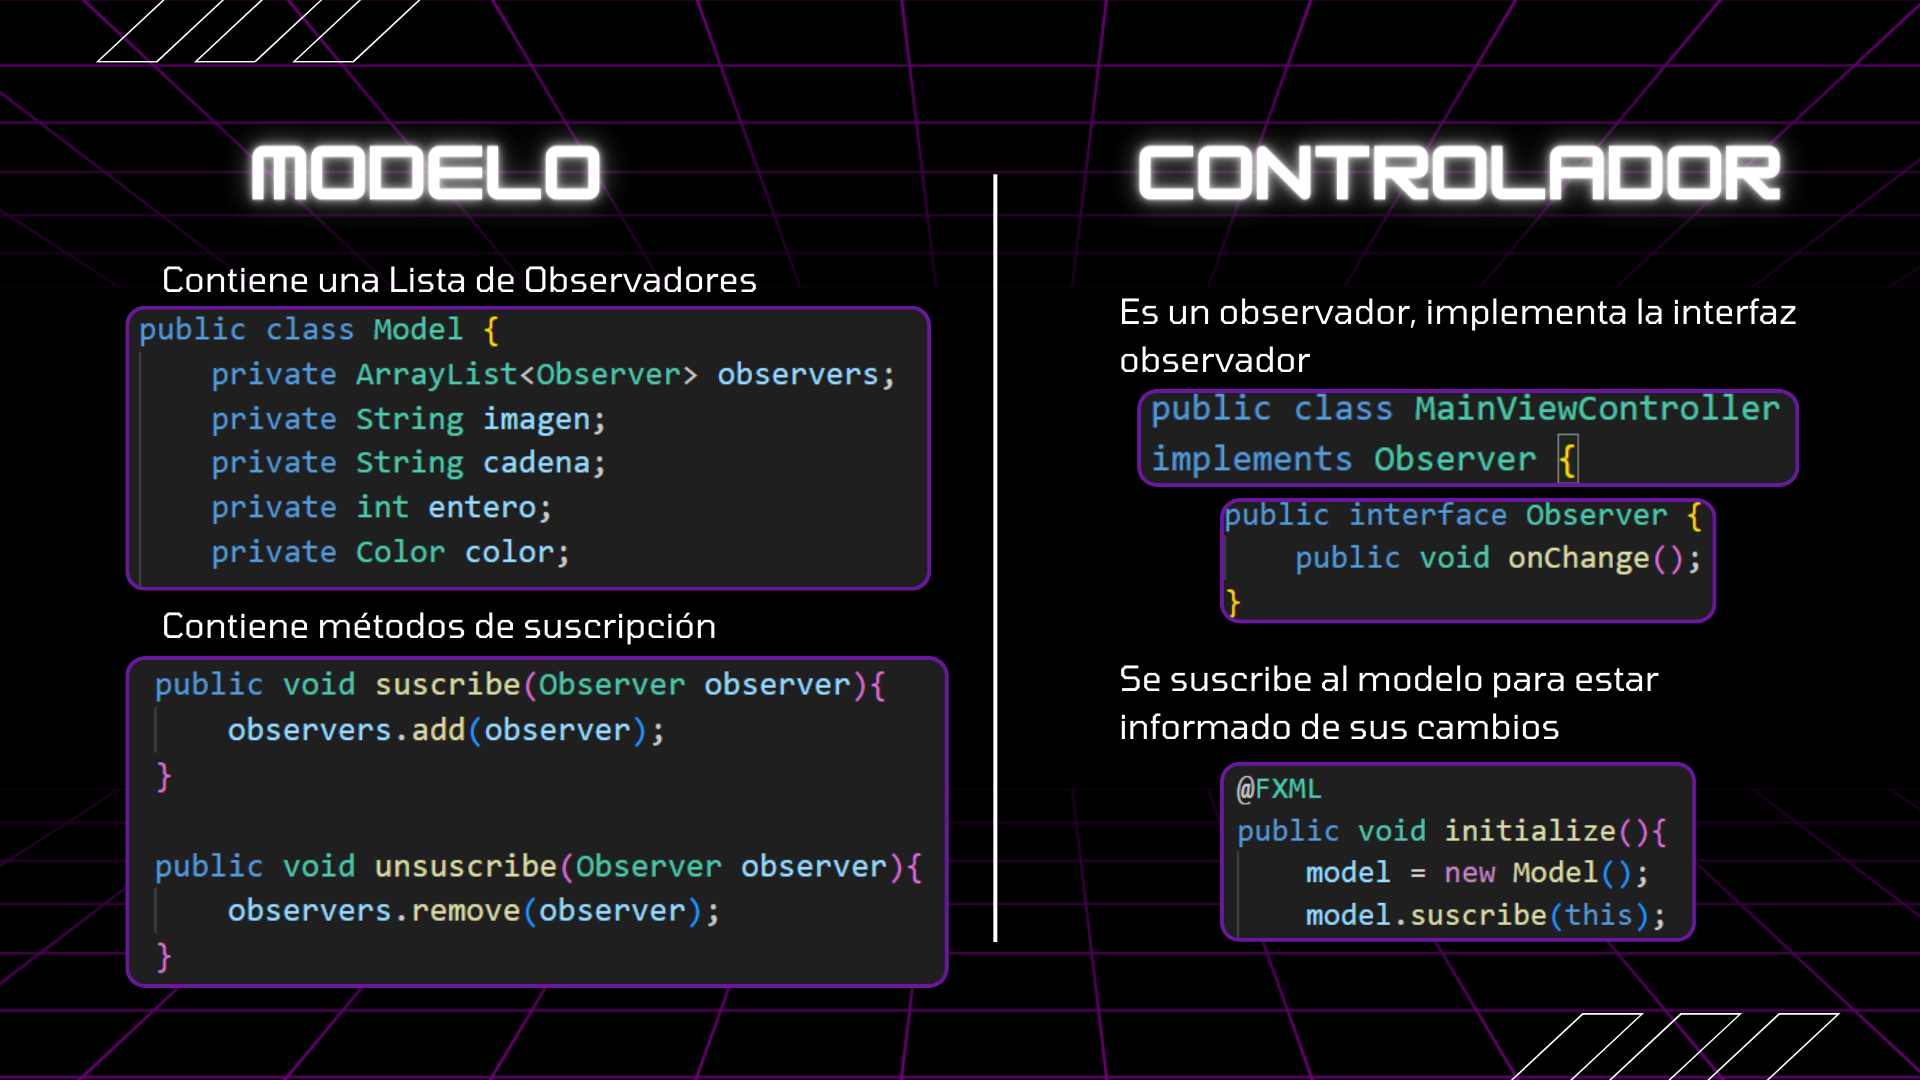 MODELO
Contiene una Lista de Observadores
public class Model {
private ArrayList<Observer> observers;
private String imagen;
private String cadena;
private int entero;
private Color color;
Contiene métodos de suscripción
public void suscribe(Observer observer){
observers.add(observer);
}
public void unsuscribe(Observer observer){
observers.remove(observer);
}
CONTROLADOR
Es un observador, implementa la interfaz
observador
public class MainViewController
implements Observer {
public interface Observer {
public void onChange();
}
Se suscribe al modelo para estar
informado de sus cambios
@FXML
public void initialize(){
model = new Model();
model.suscribe(this);